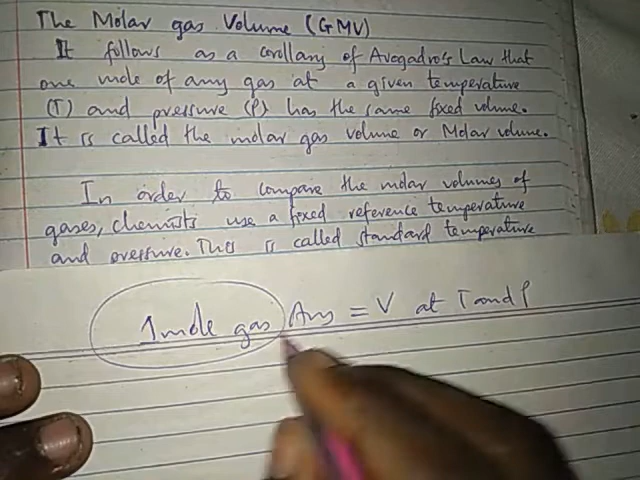 The Molar gas Volume (GMV)
It follows as a corollary of Avogadro's Law that
one mole of any gas at a given temperature
(T) and pressure (P) has the same fixed volume.
It is called the molar gas volume or Molar volume.
In order to compare the molar volumes of
gases, chemists use a fixed reference temperature
and pressure. This is called standard temperature
1 mole gas Any = V at T and P